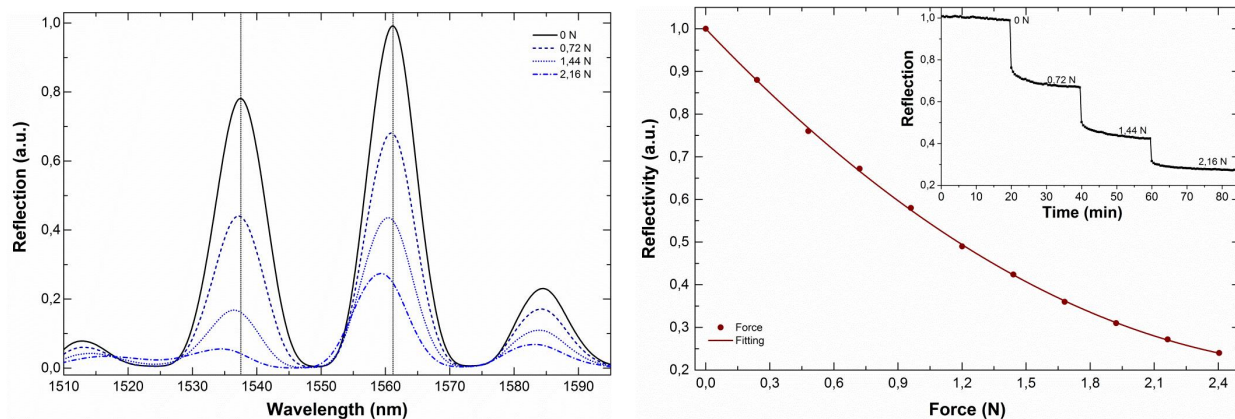 1,0
0,8
0,6
0,4
0,2
0,0
Reflection (a.u.)
0 N
0,72 N
1,44 N
2,16 N
1510 1520 1530 1540 1550 1560 1570 1580 1590
Wavelength (nm)
1,0
0,9
0,8
0,7
0,6
0,5
0,4
0,3
0,2
Reflectivity (a.u.)
Force
Fitting
0,0 0,3 0,6 0,9 1,2 1,5 1,8 2,1 2,4
Force (N)
1,0
0,8
0,6
0,4
0,2
Reflection
0 N
0,72 N
1,44 N
2,16 N
0 10 20 30 40 50 60 70 80
Time (min)